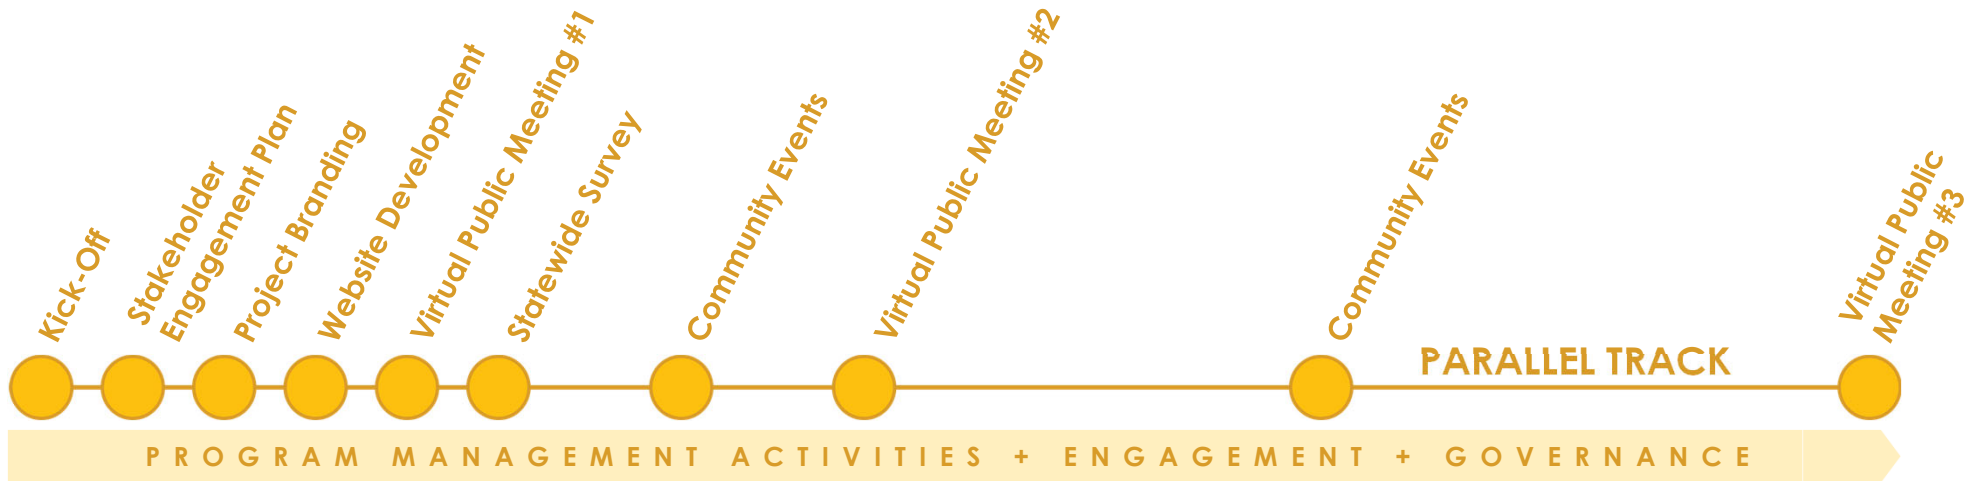 Kick-Off
Stakeholder
Engagement Plan
Project Branding
Website Development
Virtual Public Meeting #1
Statewide Survey
Community Events
Virtual Public Meeting #2
Community Events
Virtual Public
Meeting #3
PARALLEL TRACK
PROGRAM MANAGEMENT ACTIVITIES + ENGAGEMENT + GOVERNANCE